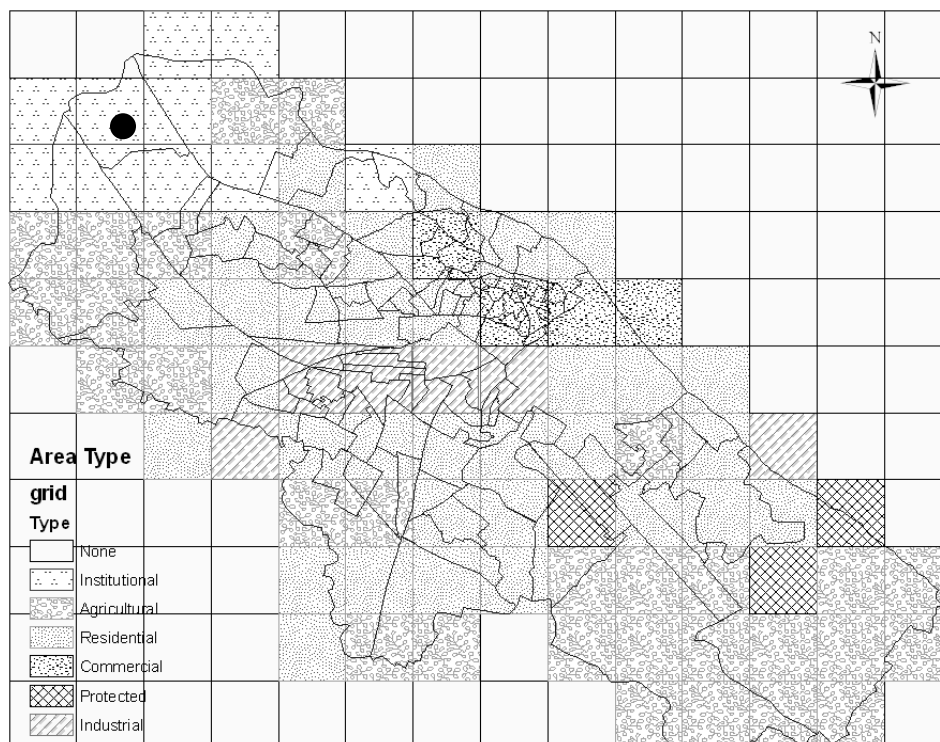 N
Area Type
grid
Type
None
Institutional
Agricultural
Residential
Commercial
Protected
Industrial